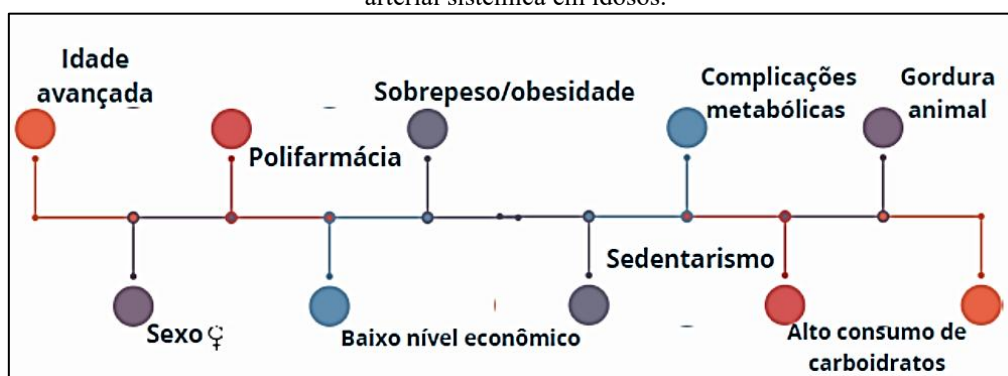 arterial sistêmica em idosos.
Idade
avançada
Polifarmácia
Sobrepeso/obesidade
Complicações
metabólicas
Gordura
animal
Sexo ♀
Baixo nível econômico
Sedentarismo
Alto consumo de
carboidratos